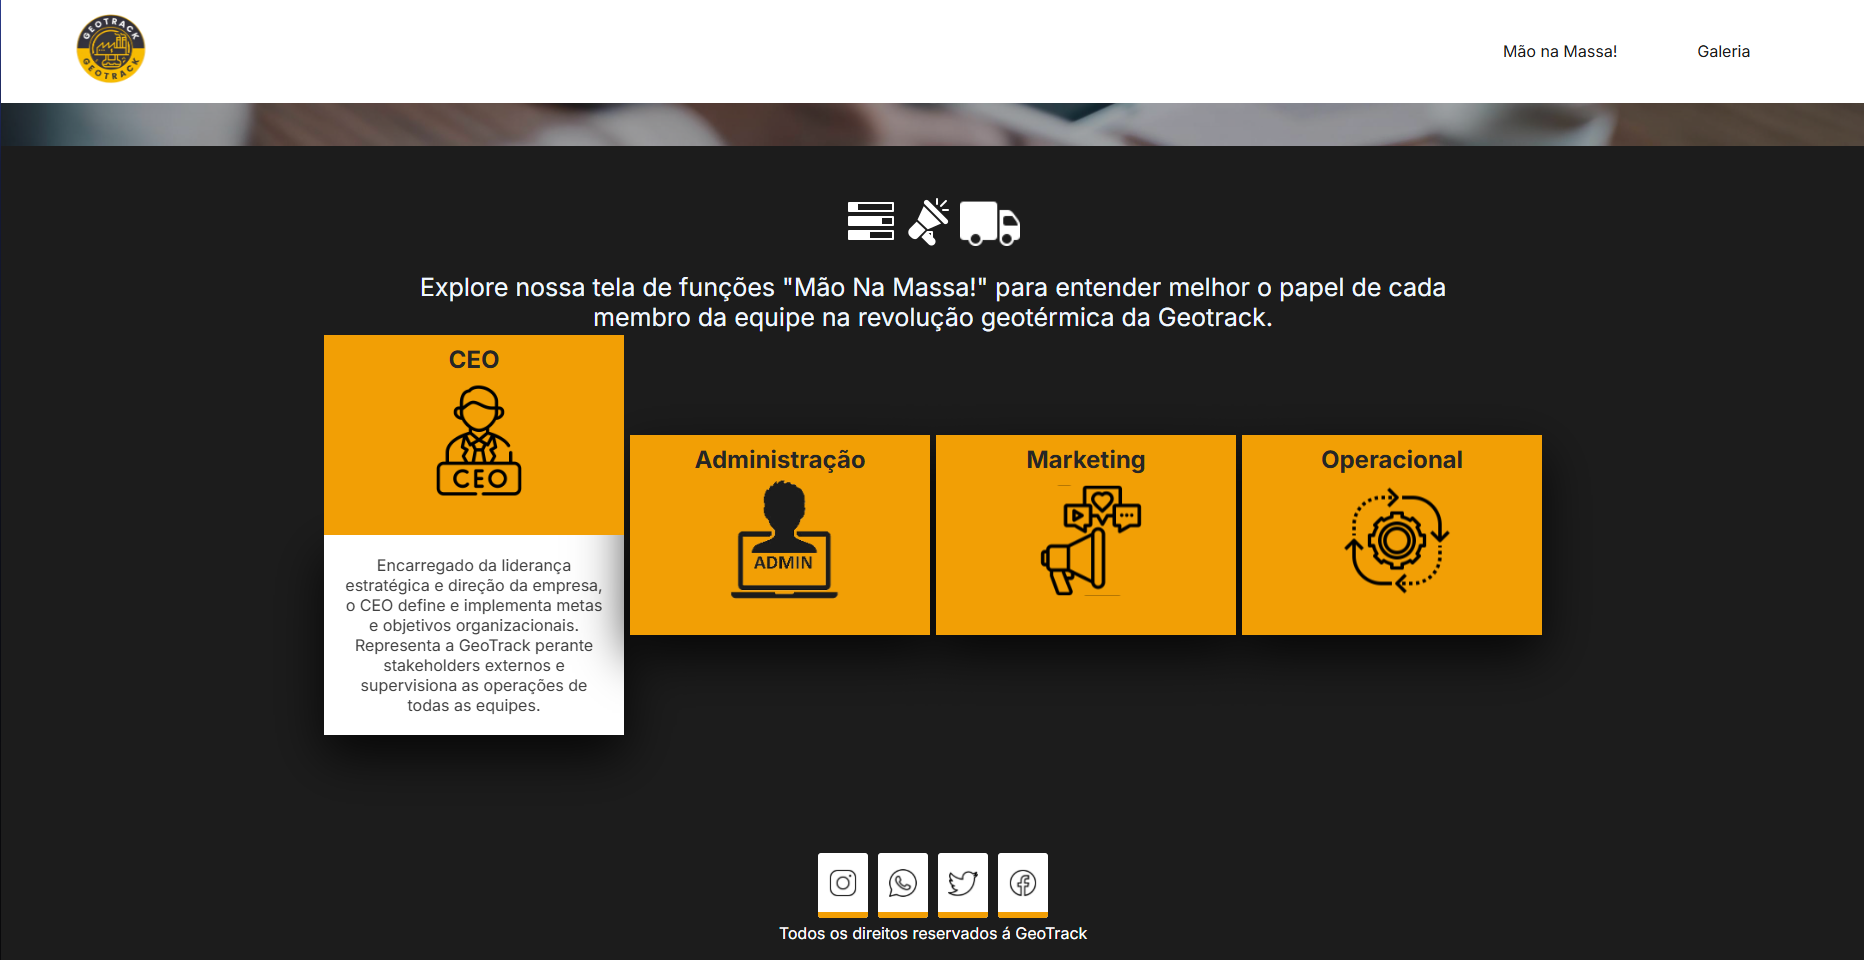 GEOTRACK
GEOTRACK
Mão na Massa!
Galeria
Explore nossa tela de funções "Mão Na Massa!" para entender melhor o papel de cada
membro da equipe na revolução geotérmica da Geotrack.
CEO
CEO
Encarregado da liderança
estratégica e direção da empresa,
o CEO define e implementa metas
e objetivos organizacionais.
Representa a GeoTrack perante
stakeholders externos e
supervisiona as operações de
todas as equipes.
Administração
ADMIN
Marketing
Operacional
Todos os direitos reservados á GeoTrack